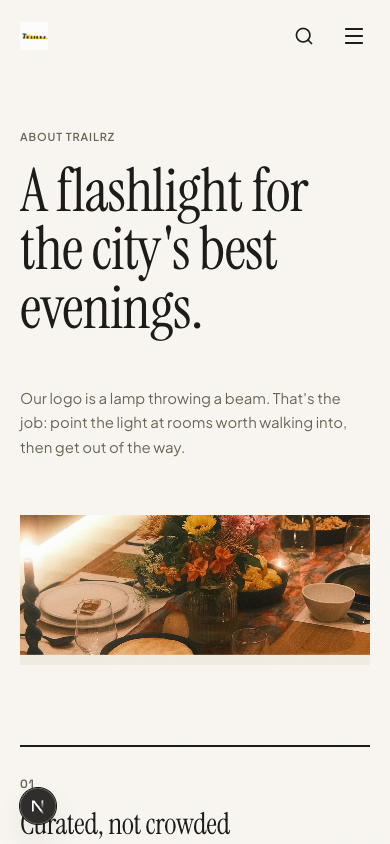 Trailrz
ABOUT TRAILRZ
A flashlight for
the city's best
evenings.
Our logo is a lamp throwing a beam. That's the
job: point the light at rooms worth walking into,
then get out of the way.
01
N
Curated, not crowded